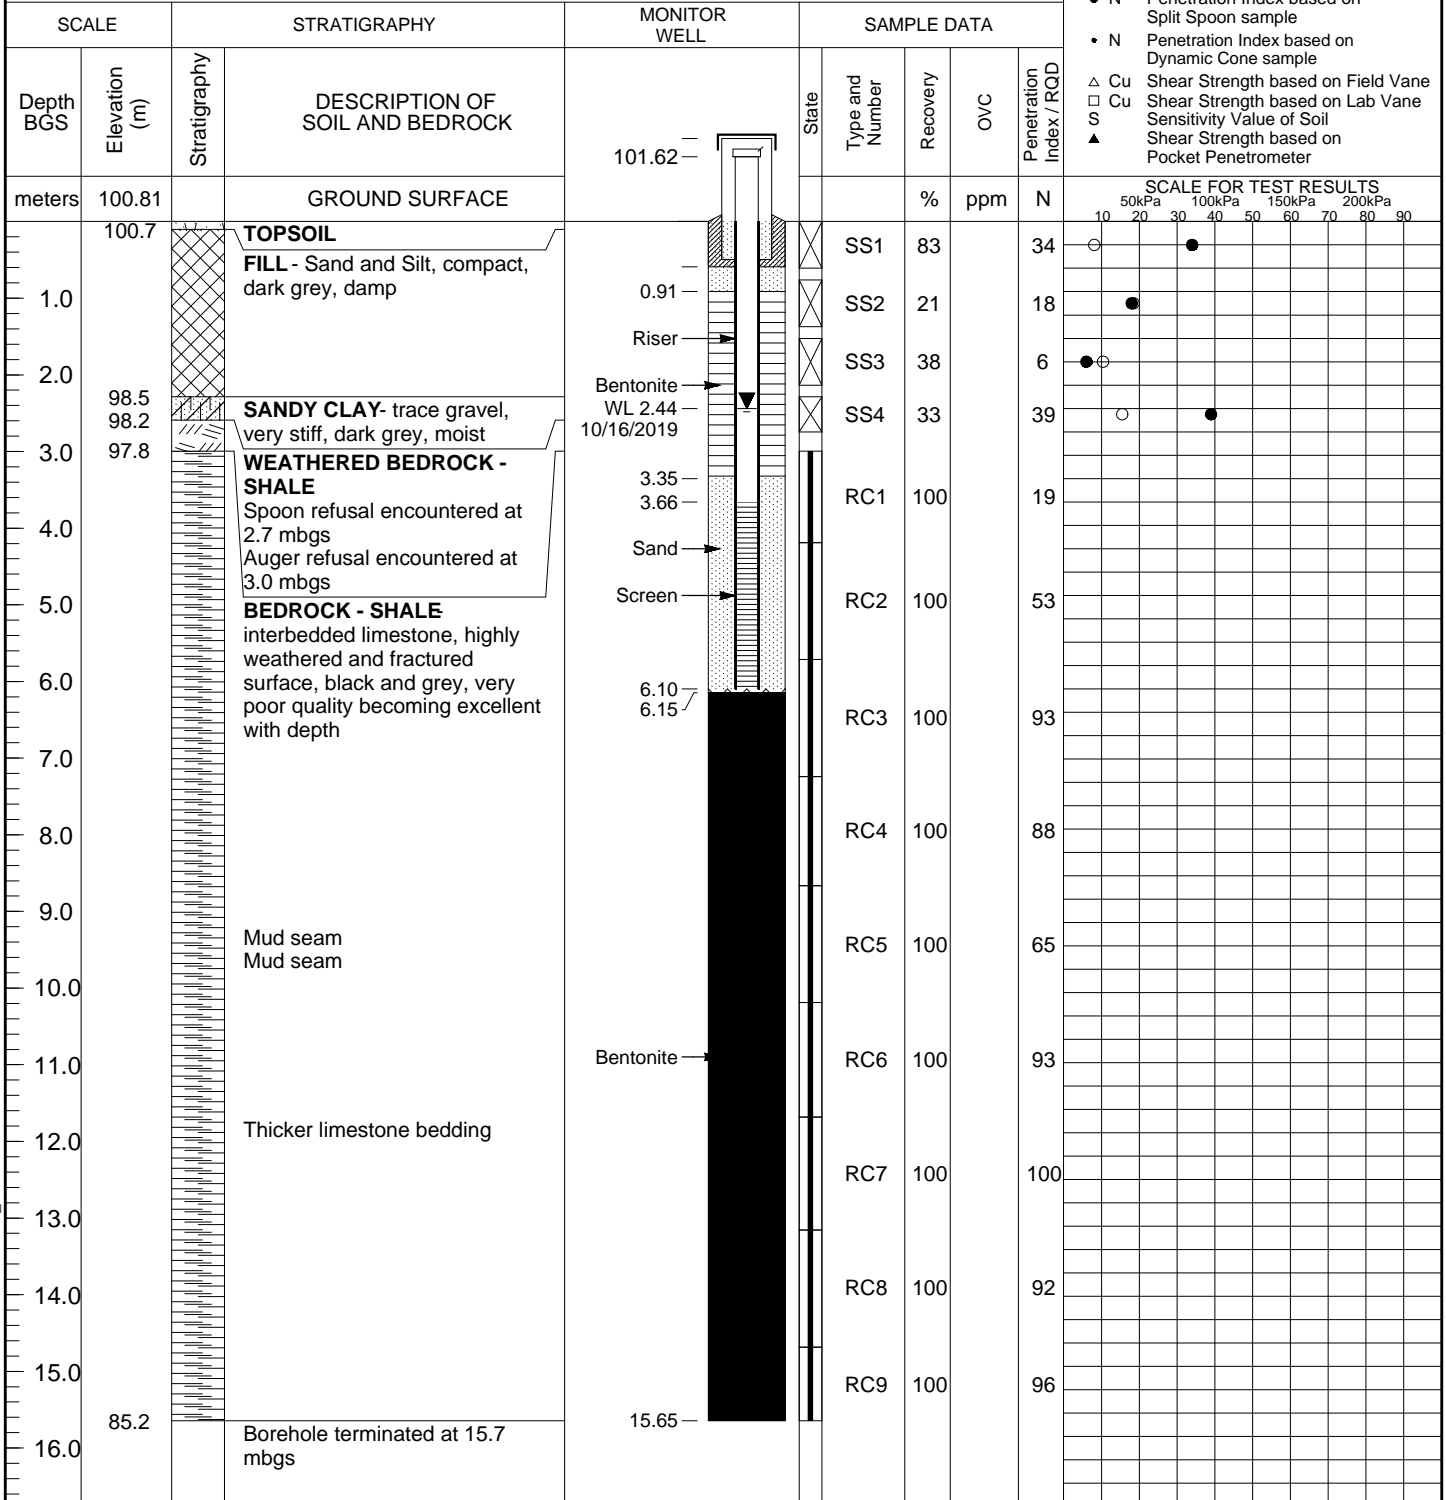 ● N Penetration Index based on
Split Spoon sample
• N Penetration Index based on
Dynamic Cone sample
△ Cu Shear Strength based on Field Vane
□ Cu Shear Strength based on Lab Vane
S Sensitivity Value of Soil
▲ Shear Strength based on
Pocket Penetrometer
SCALE
STRATIGRAPHY
MONITOR
WELL
SAMPLE DATA
Depth
BGS
Elevation
(m)
Stratigraphy
DESCRIPTION OF
SOIL AND BEDROCK
State
Type and
Number
Recovery
OVC
Penetration
Index / RQD
101.62
meters 100.81 GROUND SURFACE % ppm N
SCALE FOR TEST RESULTS
50kPa 100kPa 150kPa 200kPa
10 20 30 40 50 60 70 80 90
100.7 TOPSOIL
SS1 83 34
FILL - Sand and Silt, compact,
dark grey, damp
1.0 0.91 SS2 21 18
Riser
SS3 38 6
2.0 Bentonite
98.5
SANDY CLAY- trace gravel,
very stiff, dark grey, moist
WL 2.44
10/16/2019
SS4 33 39
98.2
3.0 97.8
WEATHERED BEDROCK -
SHALE
Spoon refusal encountered at
2.7 mbgs
Auger refusal encountered at
3.0 mbgs
3.35
3.66
RC1 100 19
4.0
Sand
Screen
5.0 RC2 100 53
BEDROCK - SHALE-
interbedded limestone, highly
weathered and fractured
surface, black and grey, very
poor quality becoming excellent
with depth
6.0 6.10
6.15
RC3 100 93
7.0
8.0 RC4 100 88
9.0
Mud seam
Mud seam
RC5 100 65
10.0
11.0 Bentonite RC6 100 93
Thicker limestone bedding
12.0
RC7 100 100
13.0
14.0 RC8 100 92
15.0 RC9 100 96
85.2 15.65
Borehole terminated at 15.7
mbgs
16.0